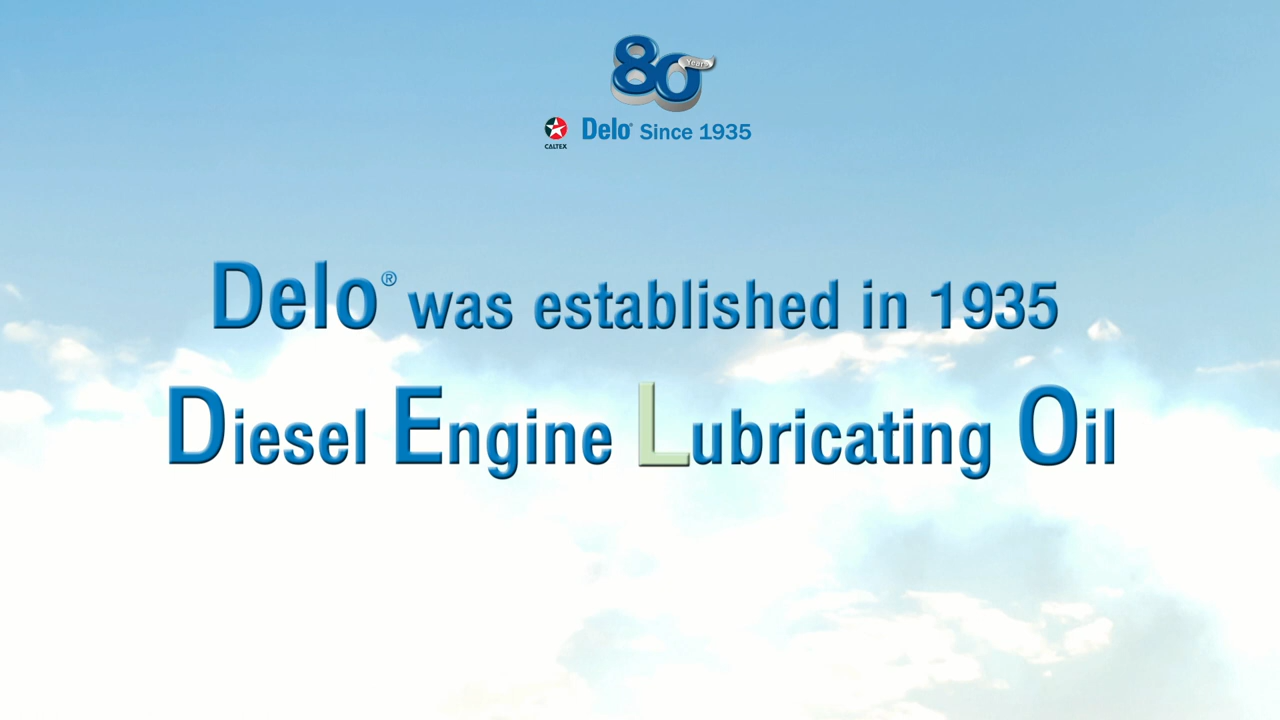 80 Years
CALTEX Delo® Since 1935
Delo® was established in 1935
Diesel Engine Lubricating Oil